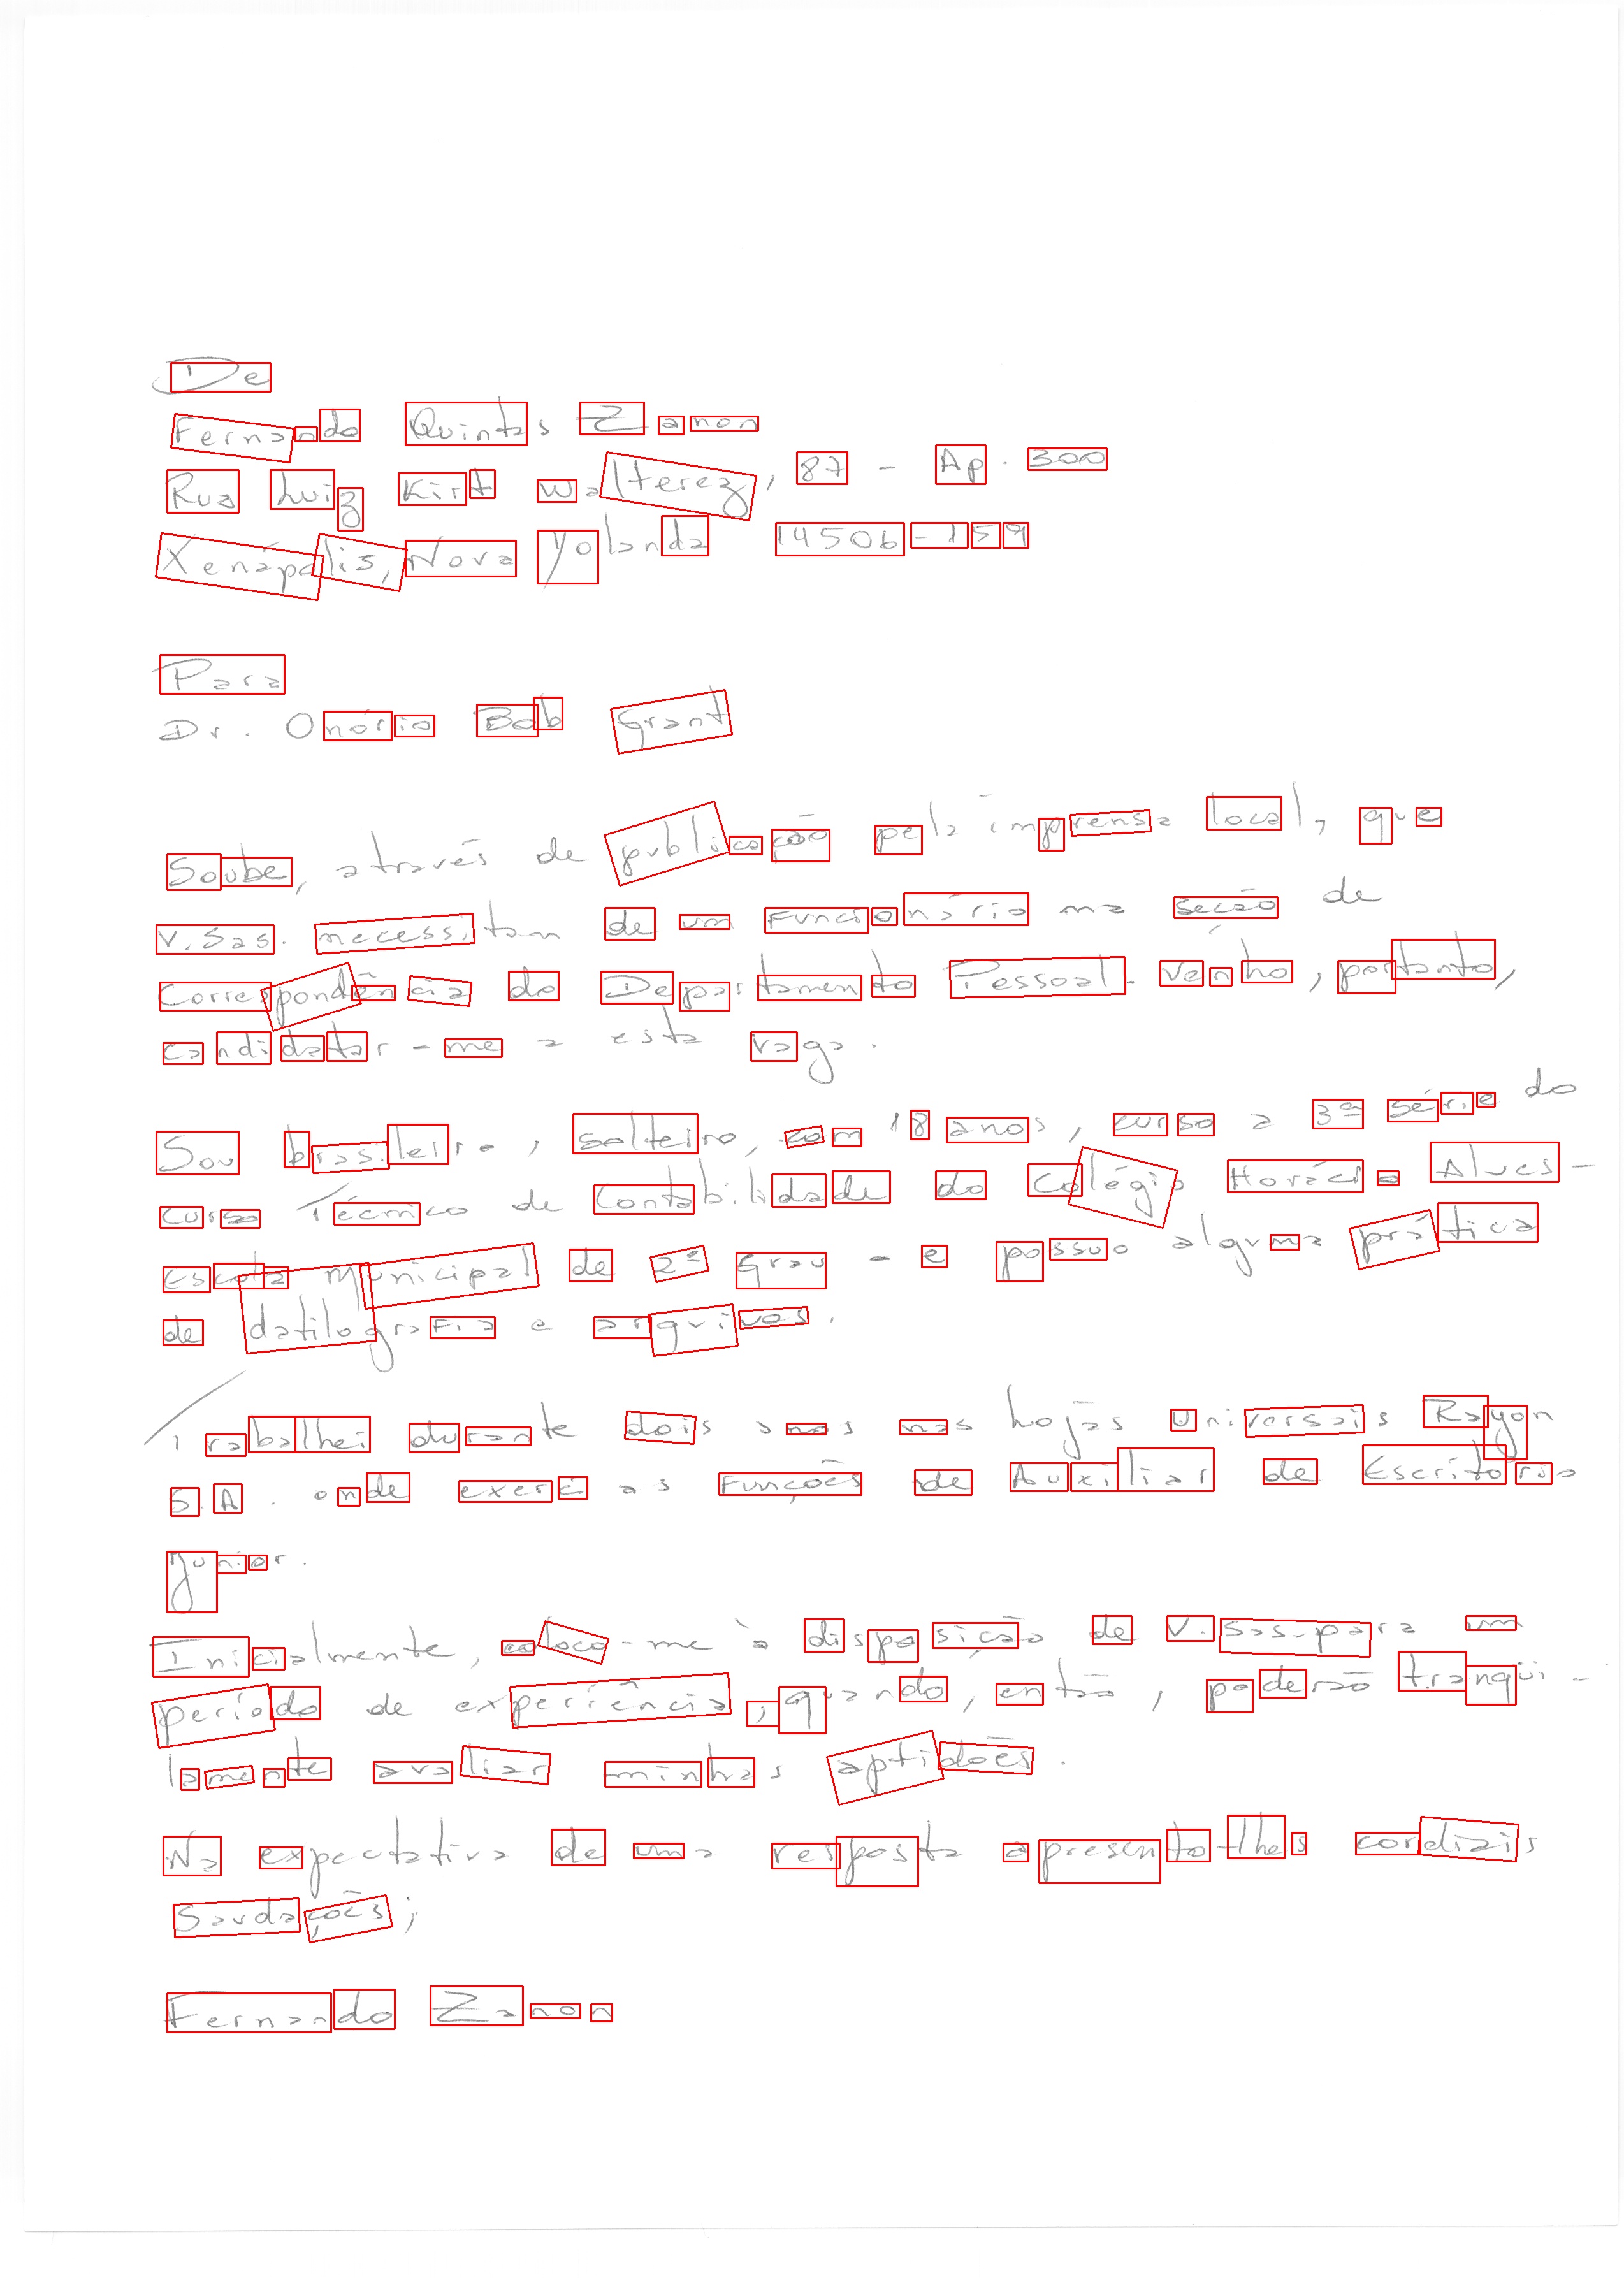 De
Fernando Quintas Zanon
Rua Luiz Kirt Walterez, 87 - Ap. 300
Xenápolis, Nova Yolanda 14506-159
Para
Dr. Onório Bob Grant
Soube, através de publicação pela imprensa local, que
V.Sas. necessitam de um funcionário na seção de
Correspondência do Departamento Pessoal. Venho, portanto,
candidatar-me a esta vaga.
Sou brasileiro, solteiro, com 18 anos, curso a 3ª série do
curso Técnico de Contabilidade do Colégio Horácio Alves -
Escola Municipal de 2º Grau - e possuo alguma prática
de datilografia e arquivos.
Trabalhei durante dois anos nas hojas Universais Rayon
S.A. onde exerci as funções de Auxiliar de Escritório
Junior.
Inicialmente, coloco-me à disposição de V.Sas. para um
período de experiência, quando, então, poderão tranqüi-
lamente avaliar minhas aptidões.
Na expectativa de uma resposta apresento-lhes cordiais
Saudações;
Fernando Zanon